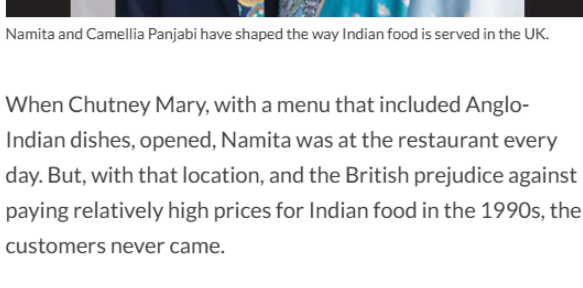 Namita and Camellia Panjabi have shaped the way Indian food is served in the UK.
When Chutney Mary, with a menu that included Anglo-
Indian dishes, opened, Namita was at the restaurant every
day. But, with that location, and the British prejudice against
paying relatively high prices for Indian food in the 1990s, the
customers never came.